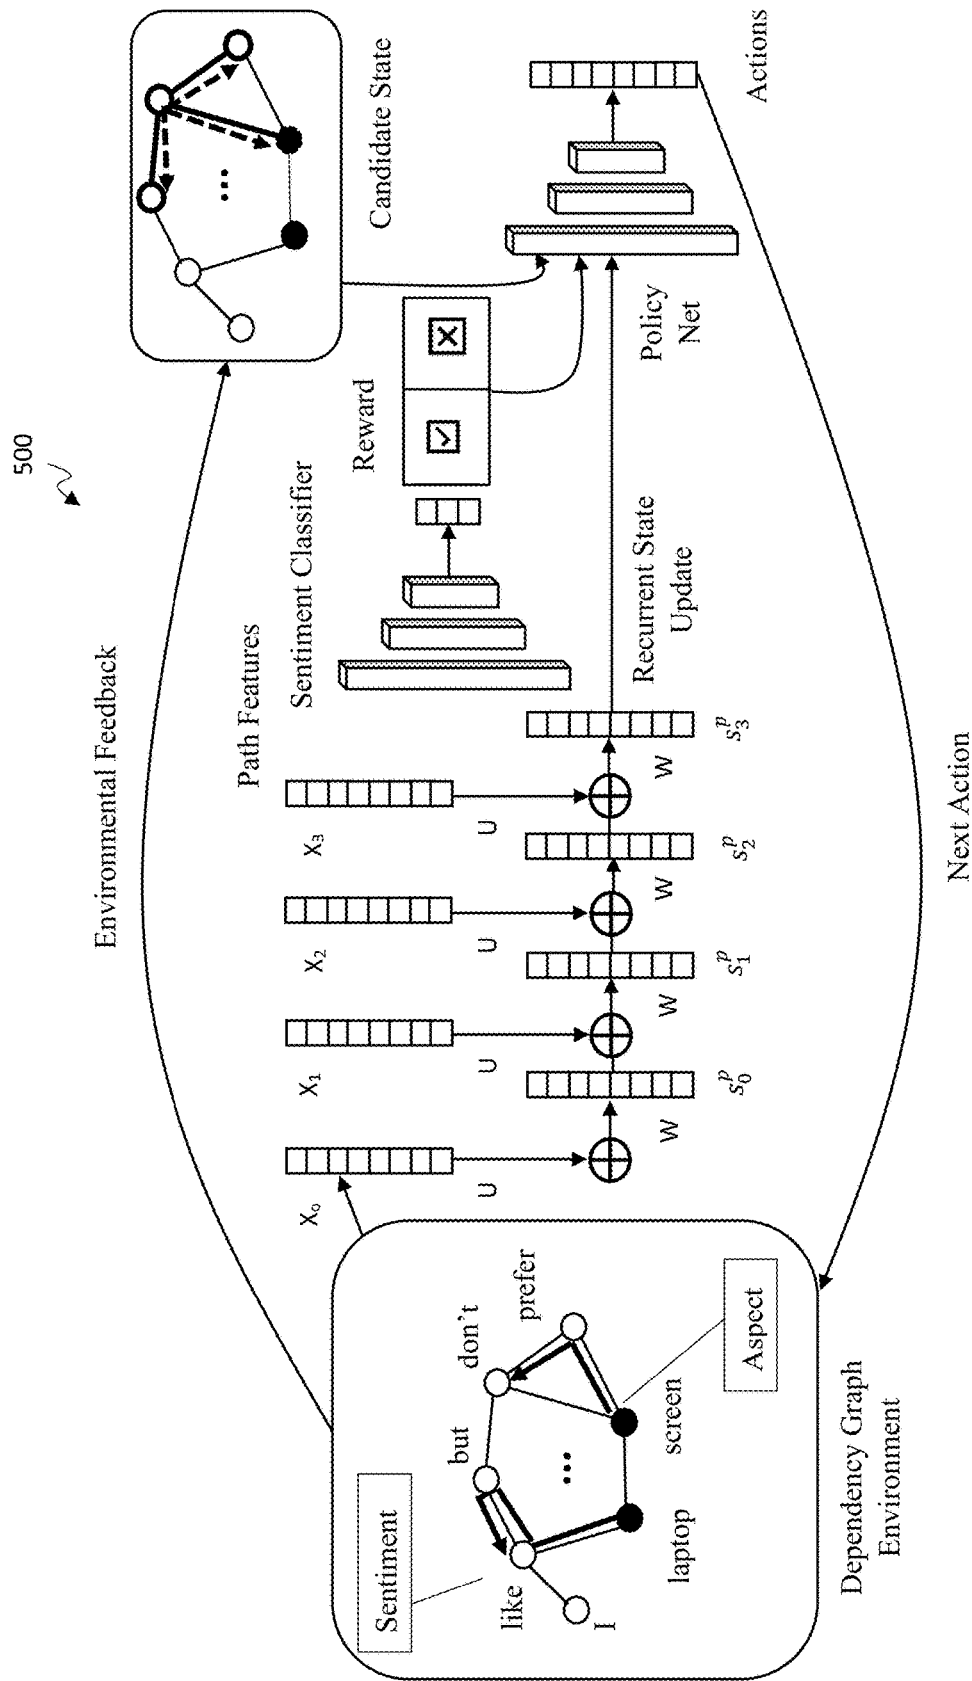 500
Environmental Feedback
Candidate State
Path Features
Sentiment Classifier
Reward
X₀
X₁
X₂
X₃
U
U
U
U
W
W
W
W
s₀ᵖ
s₁ᵖ
s₂ᵖ
s₃ᵖ
Recurrent State
Update
Policy
Net
Actions
Sentiment
I
like
but
don't
prefer
laptop
screen
...
...
Aspect
Dependency Graph
Environment
Next Action